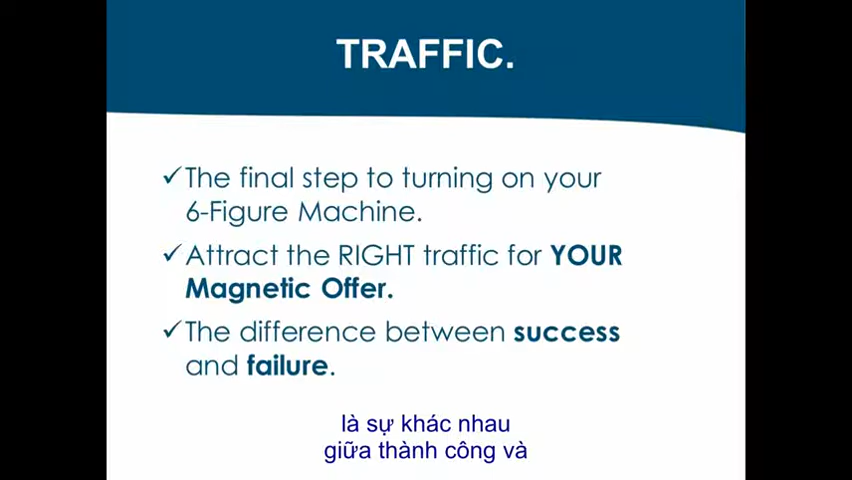 TRAFFIC.
✓The final step to turning on your
6-Figure Machine.
✓Attract the RIGHT traffic for YOUR
Magnetic Offer.
✓The difference between success
and failure.
là sự khác nhau
giữa thành công và